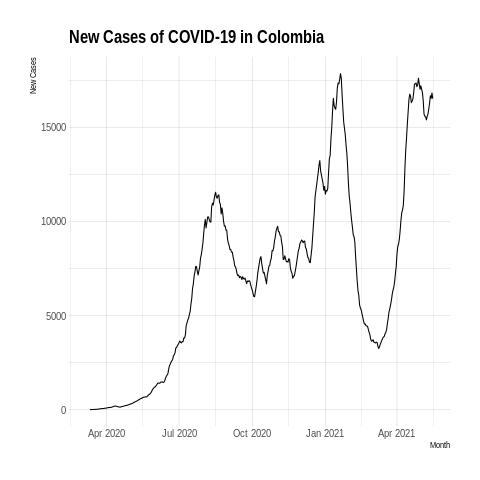 New Cases of COVID-19 in Colombia
New Cases
15000
10000
5000
0
Apr 2020 Jul 2020 Oct 2020 Jan 2021 Apr 2021
Month